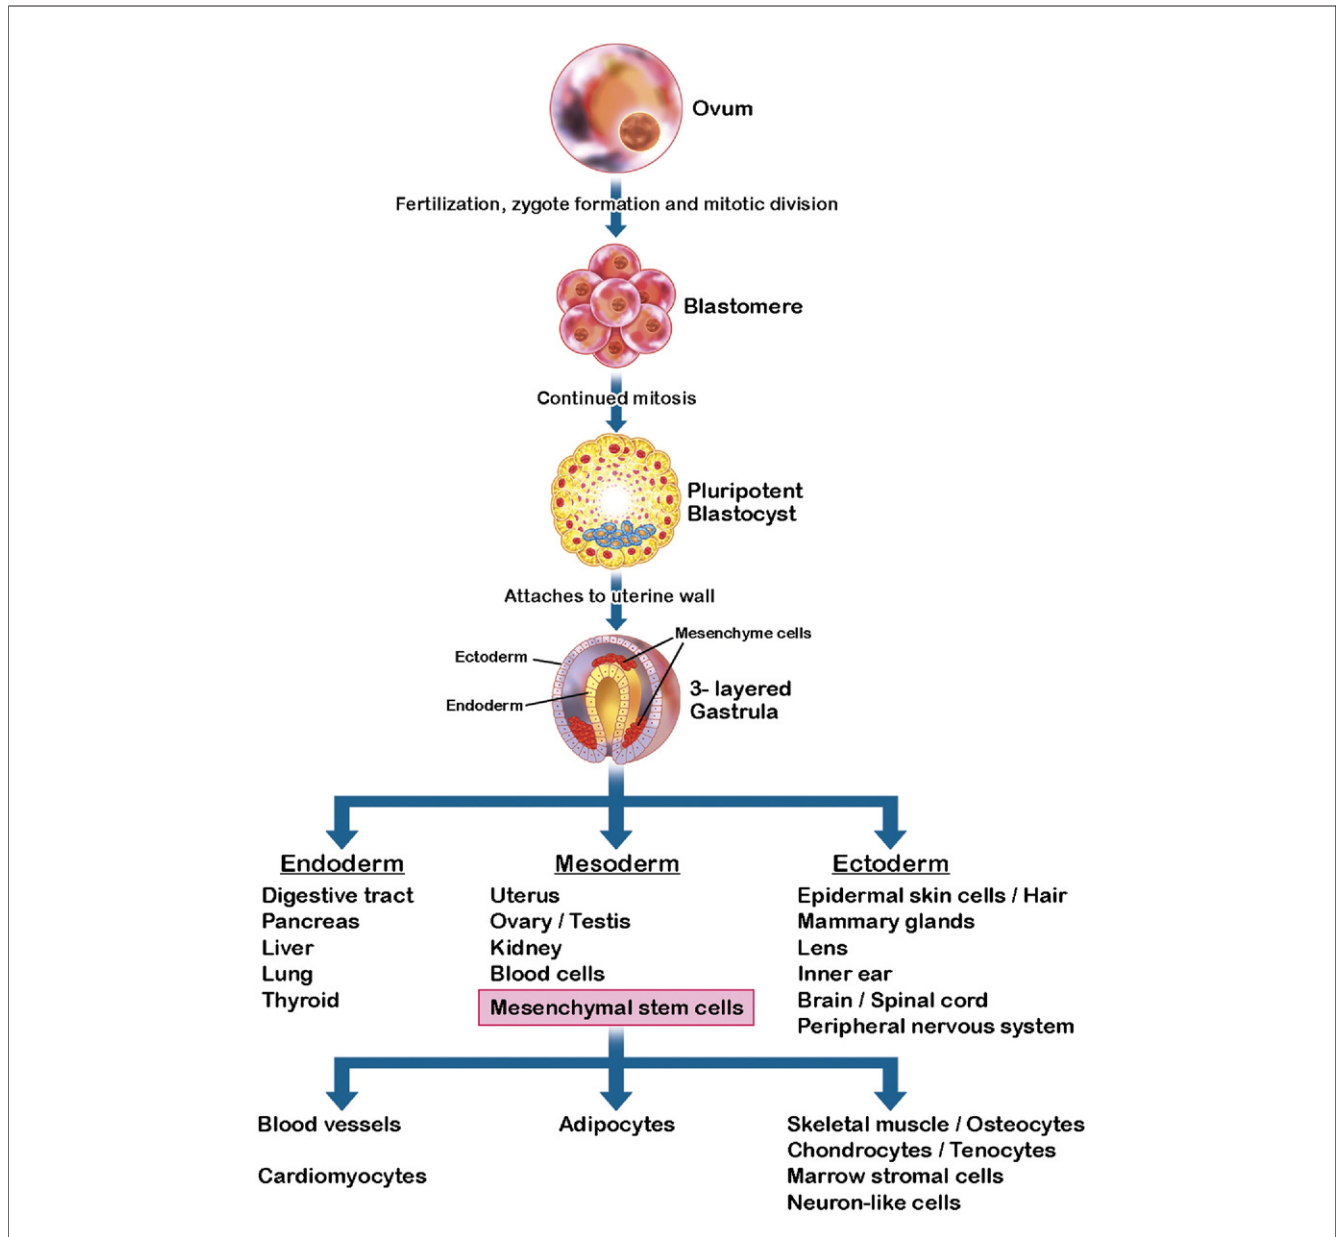 Ovum
Fertilization, zygote formation and mitotic division
Blastomere
Continued mitosis
Pluripotent
Blastocyst
Attaches to uterine wall
Mesenchyme cells
Ectoderm
Endoderm
3- layered
Gastrula
Endoderm
Digestive tract
Pancreas
Liver
Lung
Thyroid
Mesoderm
Uterus
Ovary / Testis
Kidney
Blood cells
Mesenchymal stem cells
Ectoderm
Epidermal skin cells / Hair
Mammary glands
Lens
Inner ear
Brain / Spinal cord
Peripheral nervous system
Blood vessels
Cardiomyocytes
Adipocytes
Skeletal muscle / Osteocytes
Chondrocytes / Tenocytes
Marrow stromal cells
Neuron-like cells